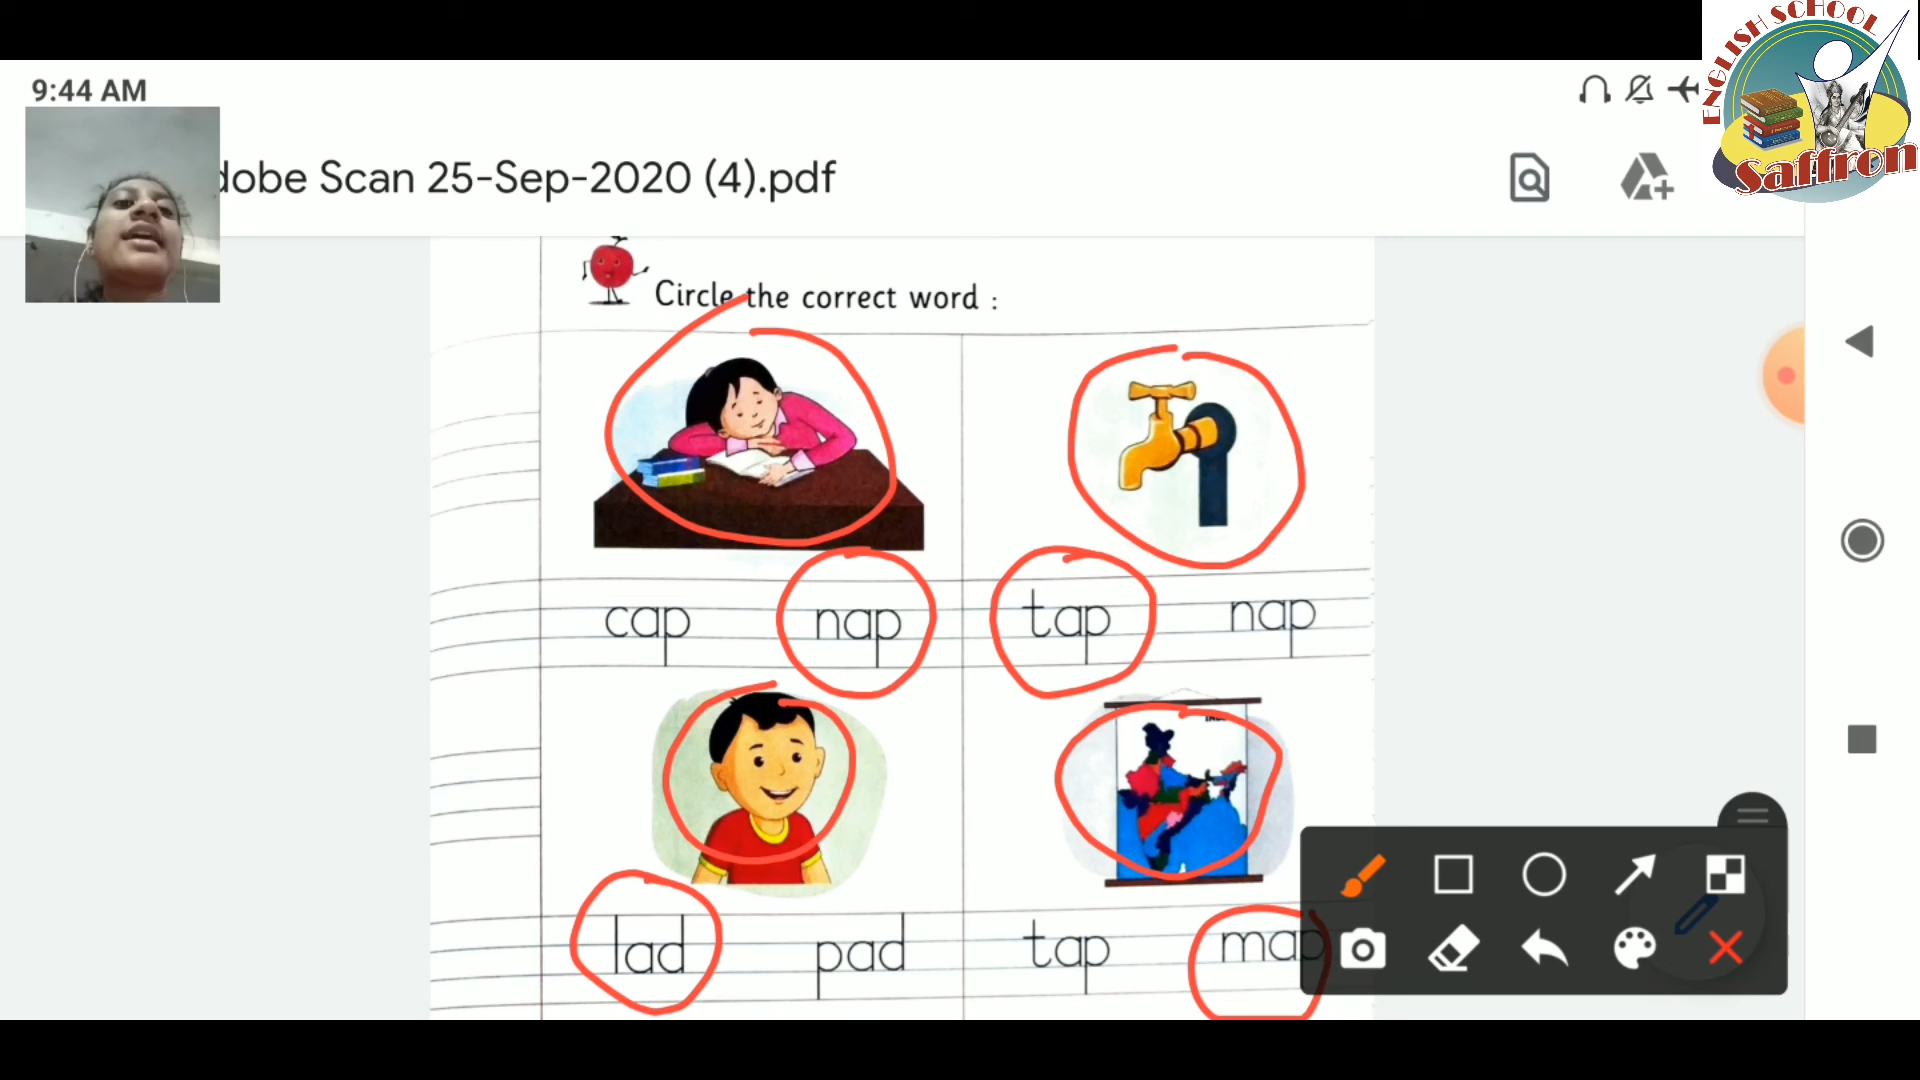 ENGLISH SCHOOL
Saffron
9:44 AM
dobe Scan 25-Sep-2020 (4).pdf
Circle the correct word :
cap nap tap nap
lad pad tap map